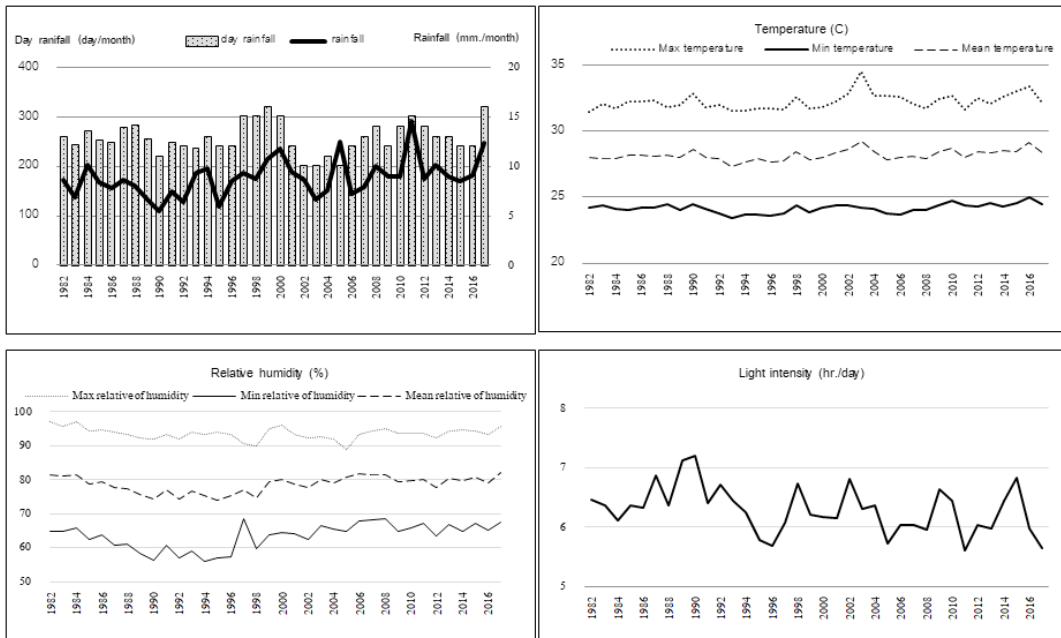 Day ranifall (day/month) day rainfall rainfall Rainfall (mm./month)
400 20
300 15
200 10
100 5
0 0
1982 1984 1986 1988 1990 1992 1994 1996 1998 2000 2002 2004 2006 2008 2010 2012 2014 2016
Temperature (C)
Max temperature Min temperature Mean temperature
35
30
25
20
1982 1984 1986 1988 1990 1992 1994 1996 1998 2000 2002 2004 2006 2008 2010 2012 2014 2016
Relative humidity (%)
Max relative of humidity Min relative of humidity Mean relative of humidity
100
90
80
70
60
50
1982 1984 1986 1988 1990 1992 1994 1996 1998 2000 2002 2004 2006 2008 2010 2012 2014 2016
Light intensity (hr./day)
8
7
6
5
1982 1984 1986 1988 1990 1992 1994 1996 1998 2000 2002 2004 2006 2008 2010 2012 2014 2016